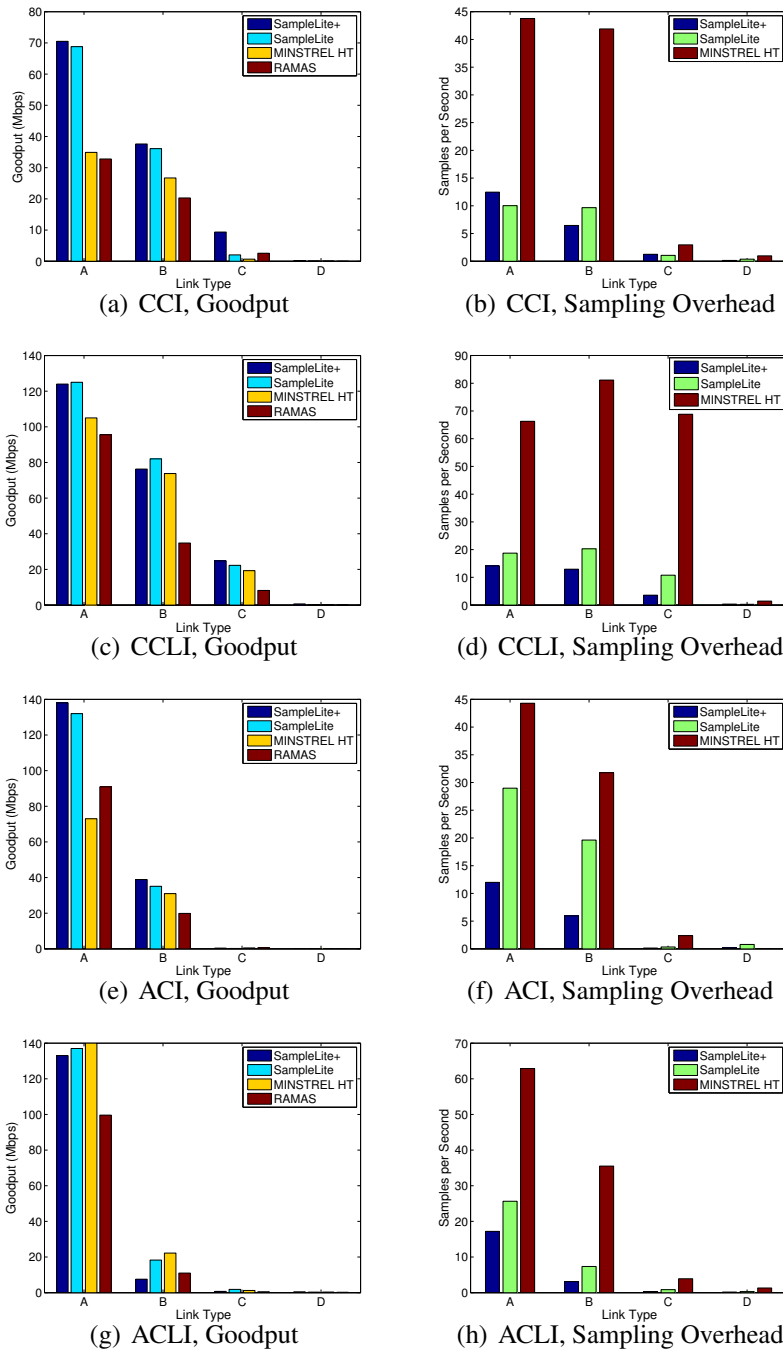 80
70
60
50
40
30
20
10
0
Goodput (Mbps)
SampleLite+
SampleLite
MINSTREL HT
RAMAS
A B C D
Link Type
(a) CCI, Goodput
45
40
35
30
25
20
15
10
5
0
Samples per Second
SampleLite+
SampleLite
MINSTREL HT
A B C D
Link Type
(b) CCI, Sampling Overhead
140
120
100
80
60
40
20
0
Goodput (Mbps)
SampleLite+
SampleLite
MINSTREL HT
RAMAS
A B C D
Link Type
(c) CCLI, Goodput
90
80
70
60
50
40
30
20
10
0
Samples per Second
SampleLite+
SampleLite
MINSTREL HT
A B C D
Link Type
(d) CCLI, Sampling Overhead
140
120
100
80
60
40
20
0
Goodput (Mbps)
SampleLite+
SampleLite
MINSTREL HT
RAMAS
A B C D
Link Type
(e) ACI, Goodput
45
40
35
30
25
20
15
10
5
0
Samples per Second
SampleLite+
SampleLite
MINSTREL HT
A B C D
Link Type
(f) ACI, Sampling Overhead
140
120
100
80
60
40
20
0
Goodput (Mbps)
SampleLite+
SampleLite
MINSTREL HT
RAMAS
A B C D
Link Type
(g) ACLI, Goodput
70
60
50
40
30
20
10
0
Samples per Second
SampleLite+
SampleLite
MINSTREL HT
A B C D
Link Type
(h) ACLI, Sampling Overhead